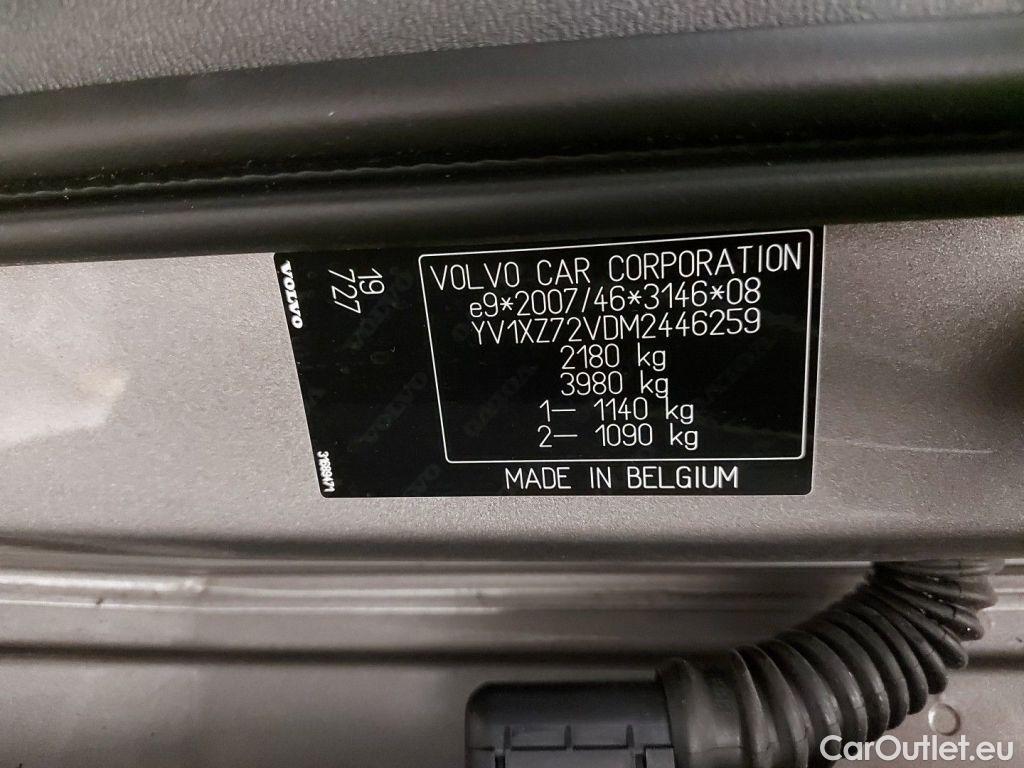 VOLVO
19
727
31689471
VOLVO CAR CORPORATION
e9*2007/46*3146*08
YV1XZ72VDM2446259
2180 kg
3980 kg
1– 1140 kg
2– 1090 kg
MADE IN BELGIUM
CarOutlet.eu